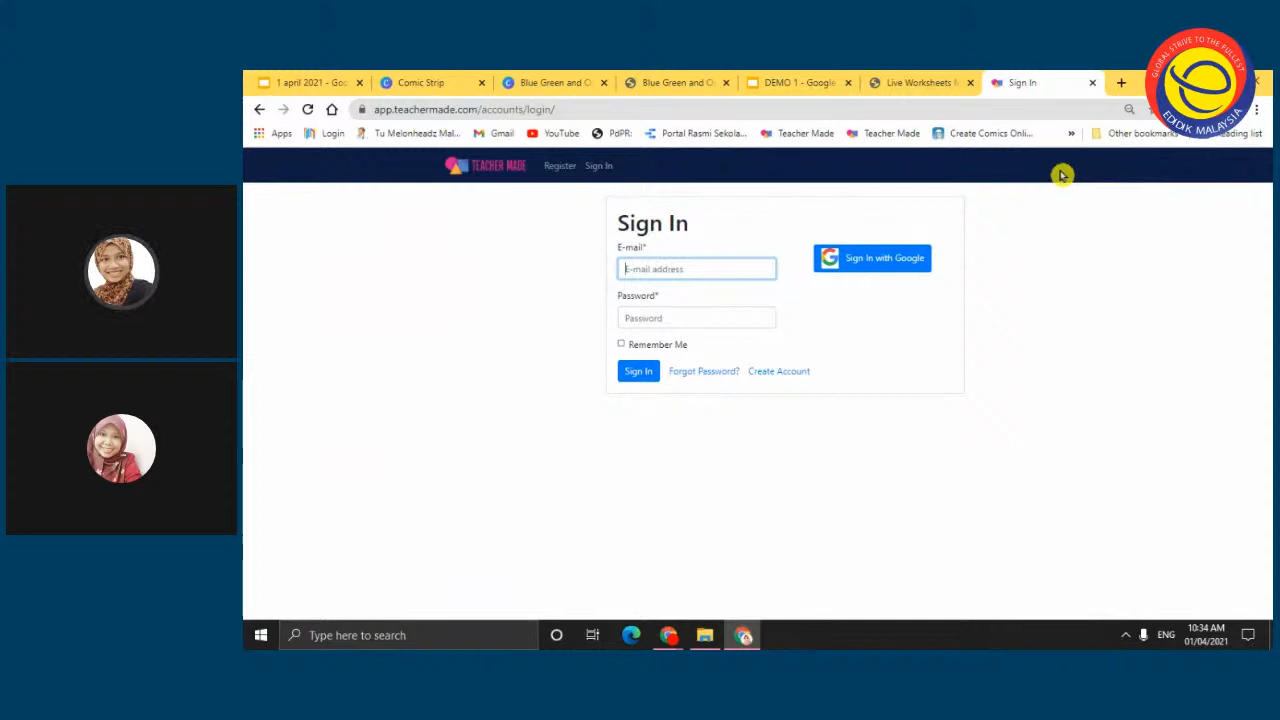 GLOBAL STRIVE TO THE FULLEST
EDIDIK MALAYSIA
1 april 2021 - Goo
Comic Strip
Blue Green and O
Blue Green and O
DEMO 1 - Google
Live Worksheets
Sign In
app.teachermade.com/accounts/login/
Apps
Login
Tu Melonheadz Mal...
Gmail
YouTube
PdPR:
Portal Rasmi Sekola...
Teacher Made
Teacher Made
Create Comics Onli...
»
Other bookmarks
ading list
TEACHER MADE
Register
Sign In
Sign In
E-mail*
E-mail address
Sign In with Google
Password*
Password
Remember Me
Sign In
Forgot Password?
Create Account
Type here to search
ENG
10:34 AM
01/04/2021